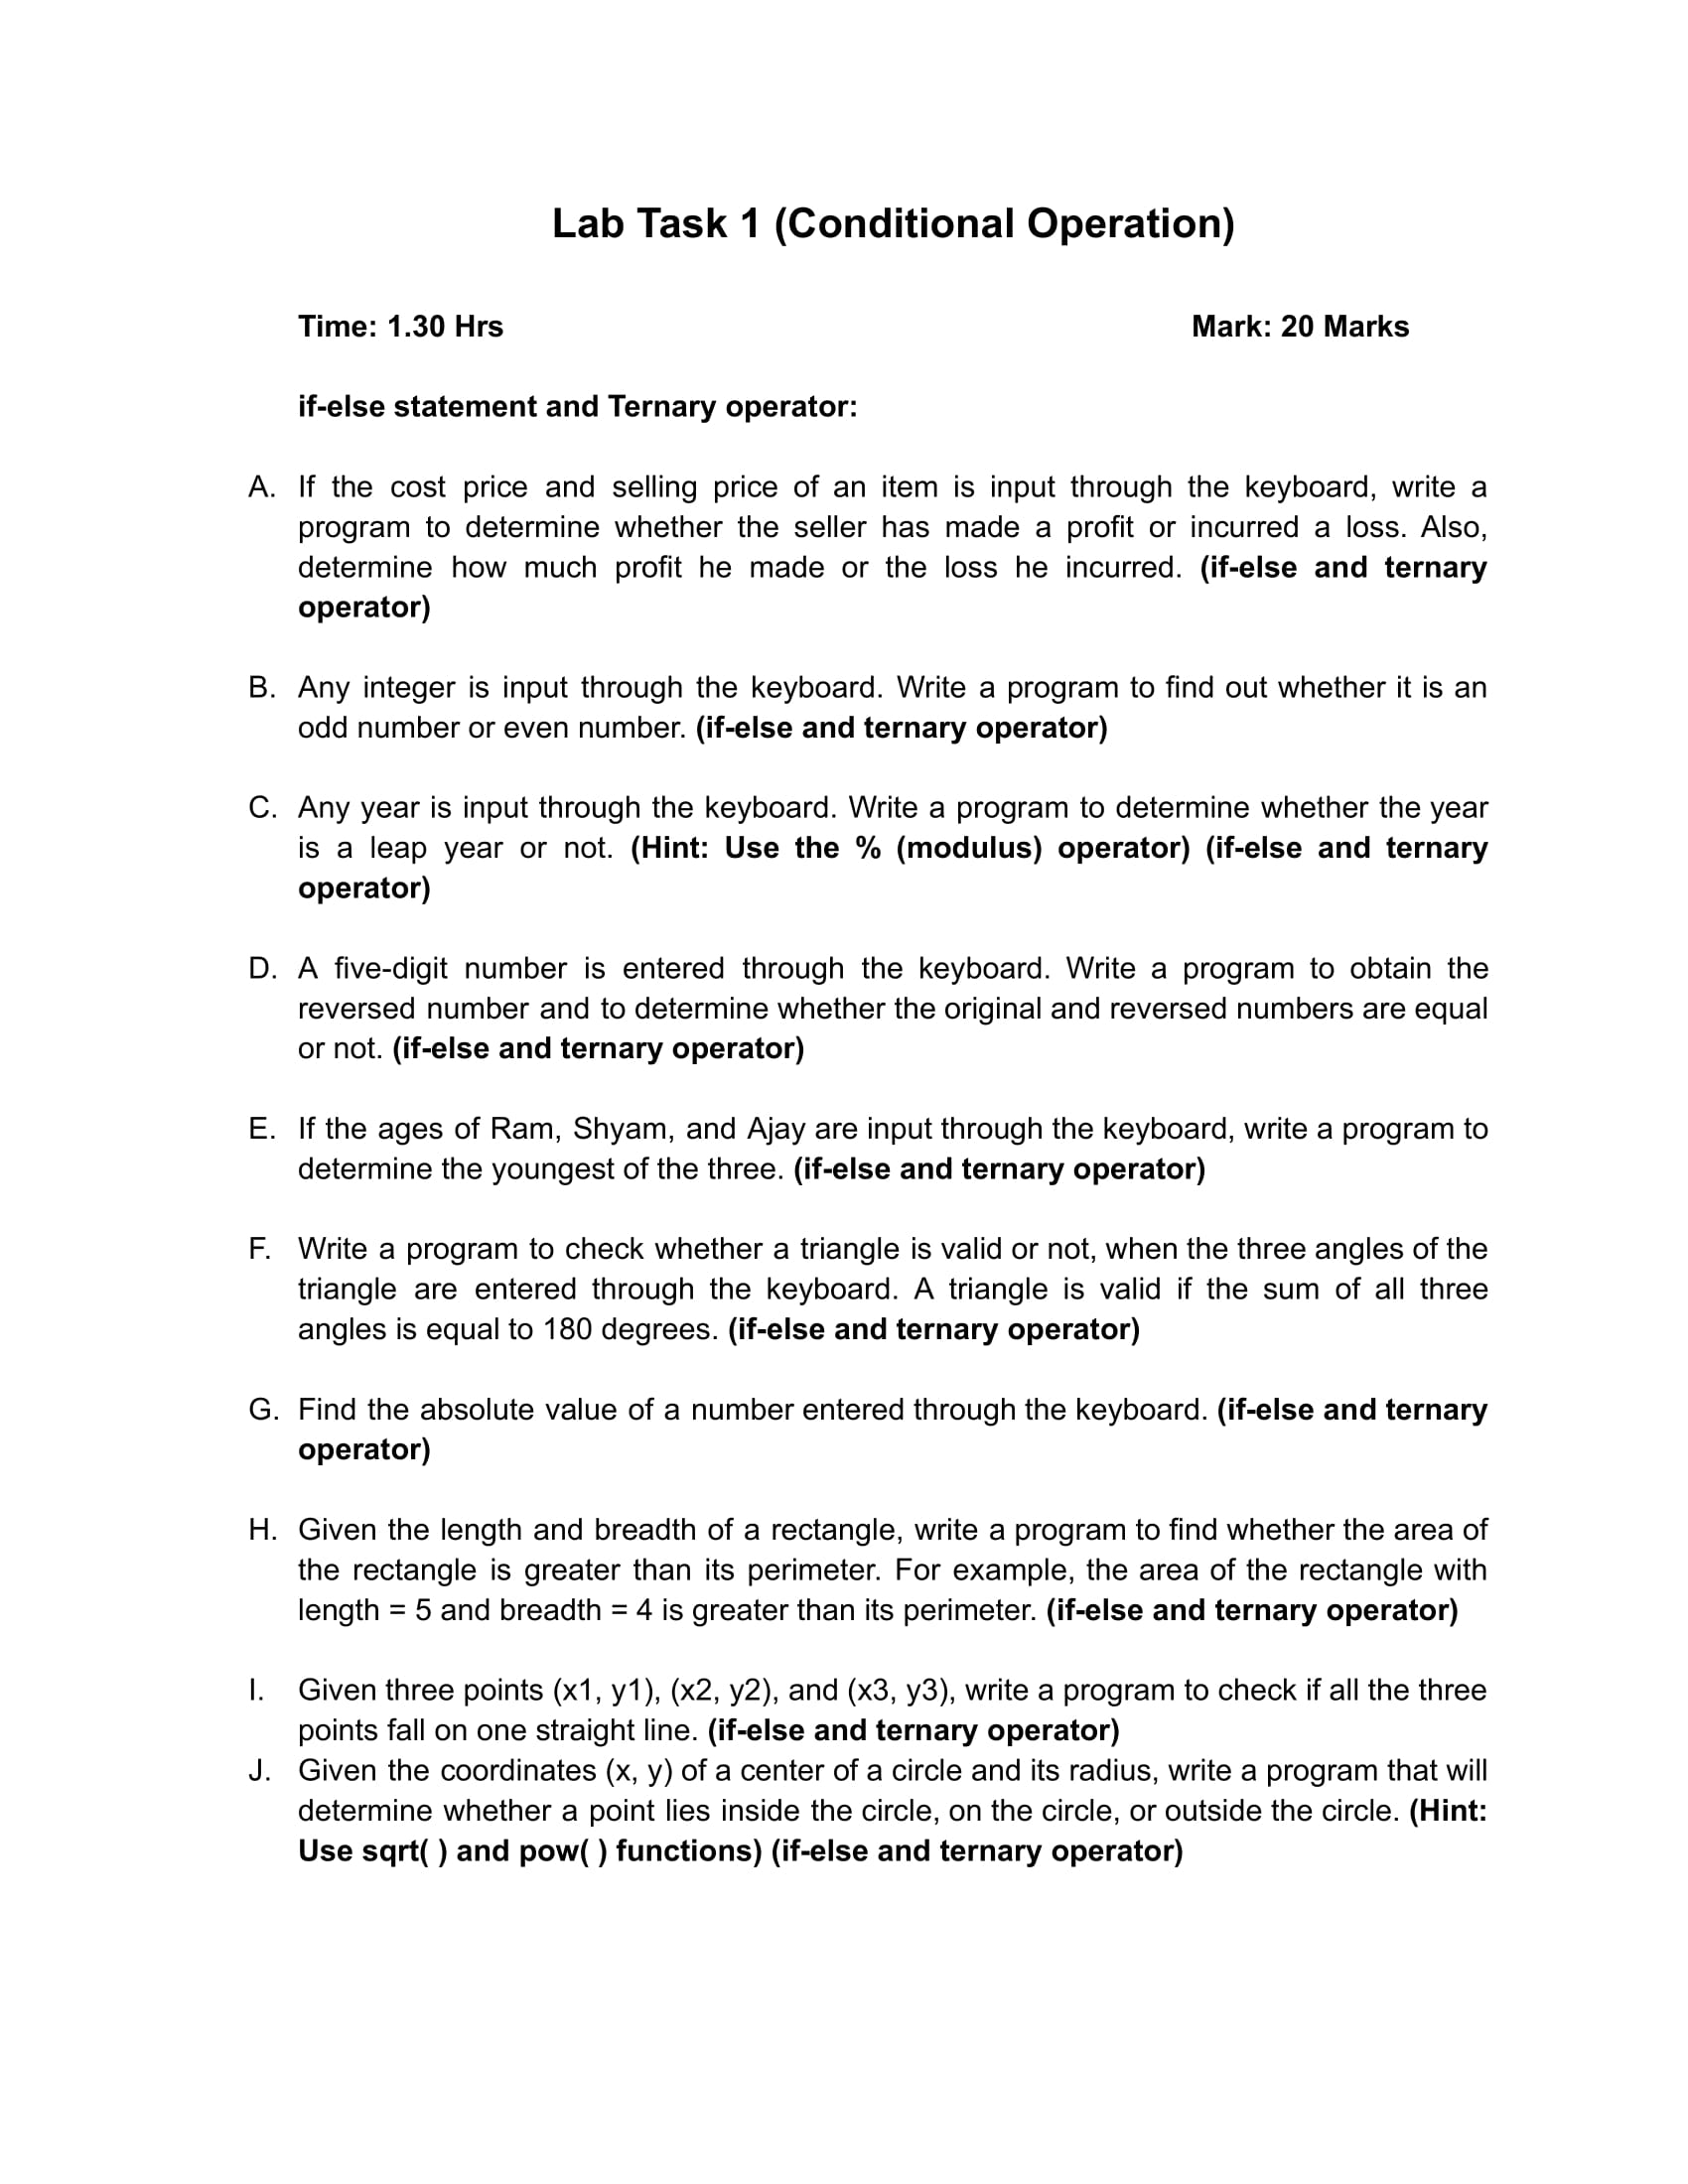 Lab Task 1 (Conditional Operation)
Time: 1.30 Hrs Mark: 20 Marks
if-else statement and Ternary operator:
A. If the cost price and selling price of an item is input through the keyboard, write a
program to determine whether the seller has made a profit or incurred a loss. Also,
determine how much profit he made or the loss he incurred. (if-else and ternary
operator)
B. Any integer is input through the keyboard. Write a program to find out whether it is an
odd number or even number. (if-else and ternary operator)
C. Any year is input through the keyboard. Write a program to determine whether the year
is a leap year or not. (Hint: Use the % (modulus) operator) (if-else and ternary
operator)
D. A five-digit number is entered through the keyboard. Write a program to obtain the
reversed number and to determine whether the original and reversed numbers are equal
or not. (if-else and ternary operator)
E. If the ages of Ram, Shyam, and Ajay are input through the keyboard, write a program to
determine the youngest of the three. (if-else and ternary operator)
F. Write a program to check whether a triangle is valid or not, when the three angles of the
triangle are entered through the keyboard. A triangle is valid if the sum of all three
angles is equal to 180 degrees. (if-else and ternary operator)
G. Find the absolute value of a number entered through the keyboard. (if-else and ternary
operator)
H. Given the length and breadth of a rectangle, write a program to find whether the area of
the rectangle is greater than its perimeter. For example, the area of the rectangle with
length = 5 and breadth = 4 is greater than its perimeter. (if-else and ternary operator)
I. Given three points (x1, y1), (x2, y2), and (x3, y3), write a program to check if all the three
points fall on one straight line. (if-else and ternary operator)
J. Given the coordinates (x, y) of a center of a circle and its radius, write a program that will
determine whether a point lies inside the circle, on the circle, or outside the circle. (Hint:
Use sqrt( ) and pow( ) functions) (if-else and ternary operator)